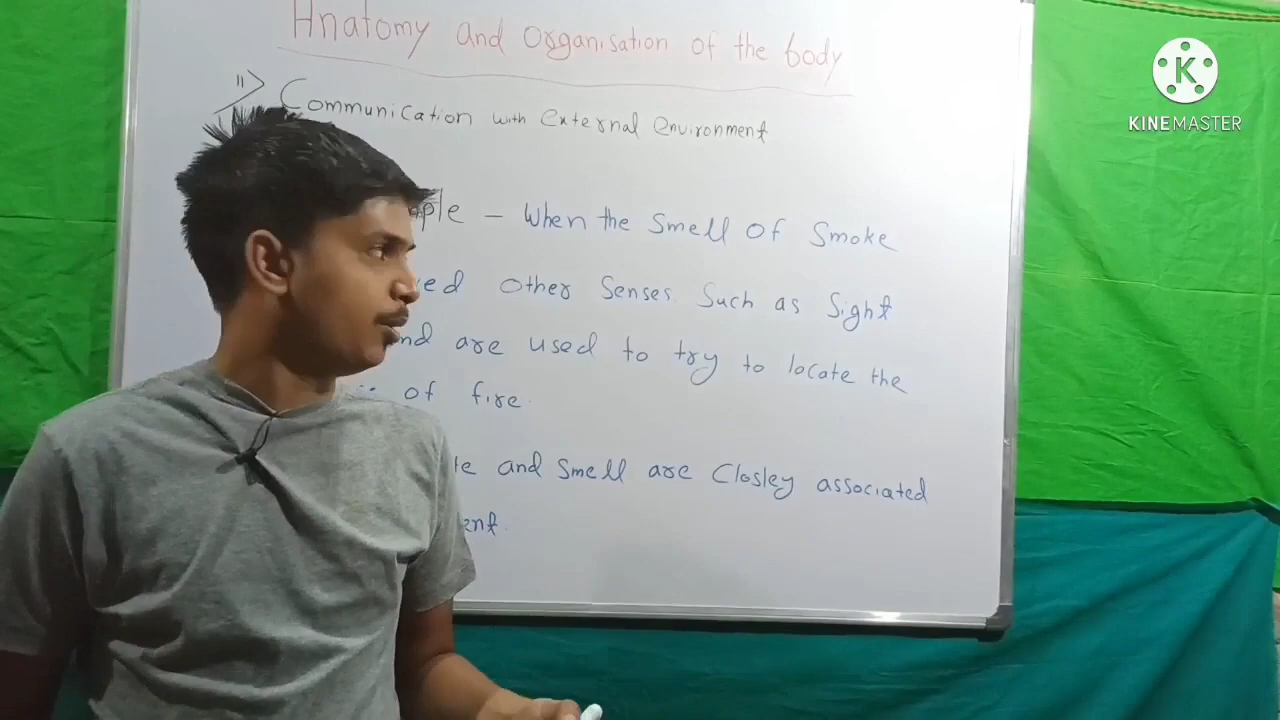 Anatomy and organisation of the body
11> Communication with external environment
ple – When the Smell of Smoke
ed other Senses Such as Sight
nd are used to try to locate the
of fire.
te and Smell are Closley associated
ent.
K
KINEMASTER